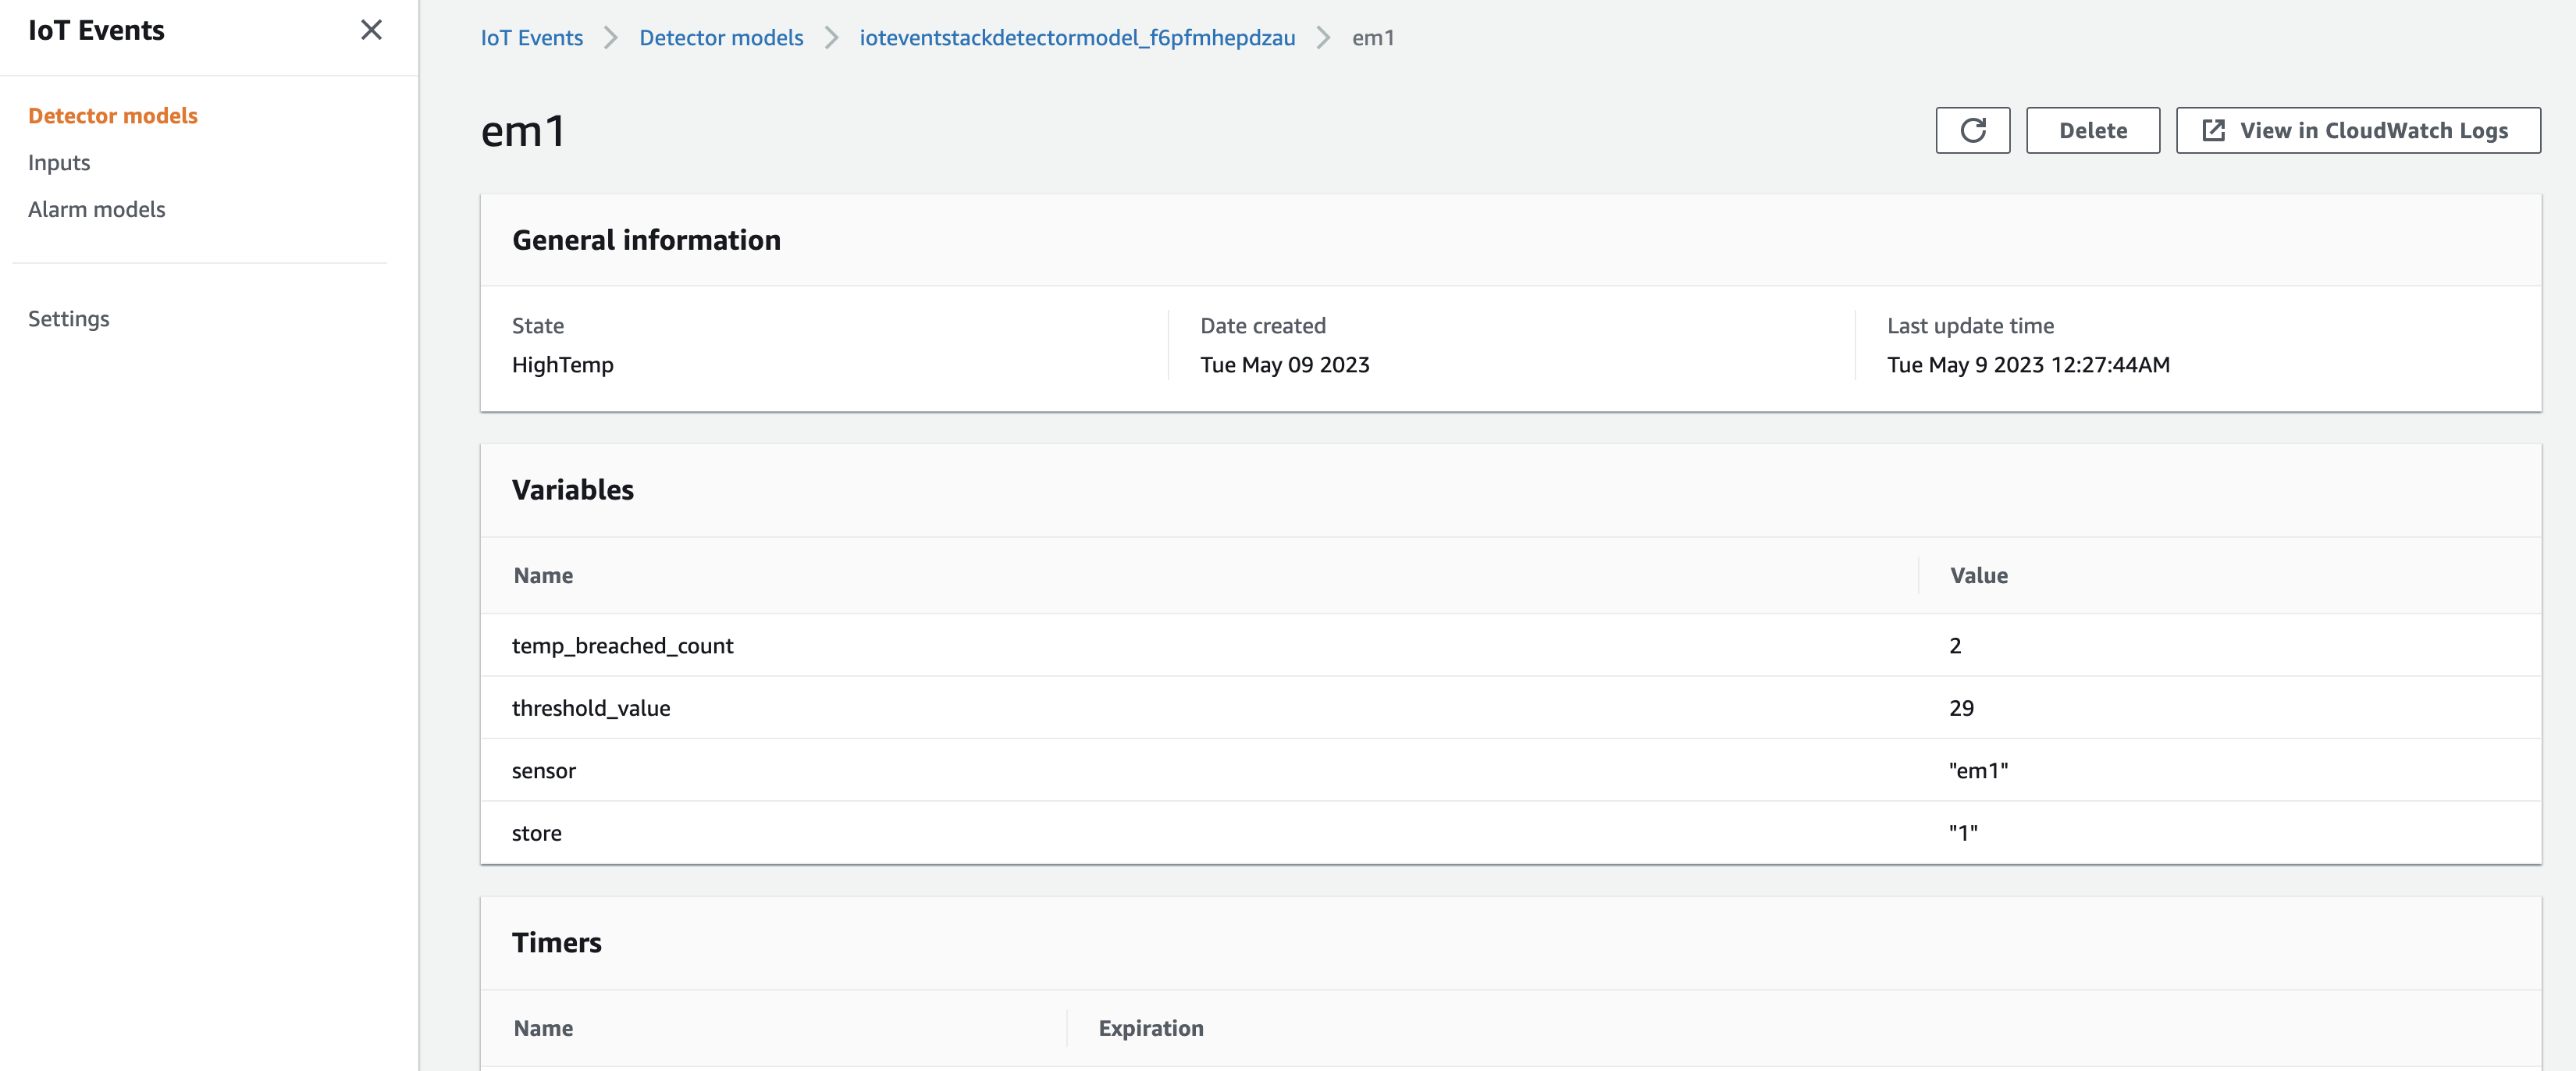 IoT Events
Detector models
Inputs
Alarm models
Settings
IoT Events Detector models ioteventstackdetectormodel_f6pfmhepdzau em1
em1
Delete View in CloudWatch Logs
General information
State Date created Last update time
HighTemp Tue May 09 2023 Tue May 9 2023 12:27:44AM
Variables
Name Value
temp_breached_count 2
threshold_value 29
sensor "em1"
store "1"
Timers
Name Expiration